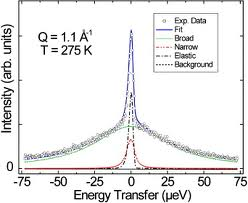 Q = 1.1 Å⁻¹
T = 275 K
Exp. Data
Fit
Broad
Narrow
Elastic
Background
Intensity (arb. units)
0
-75 -50 -25 0 25 50 75
Energy Transfer (μeV)